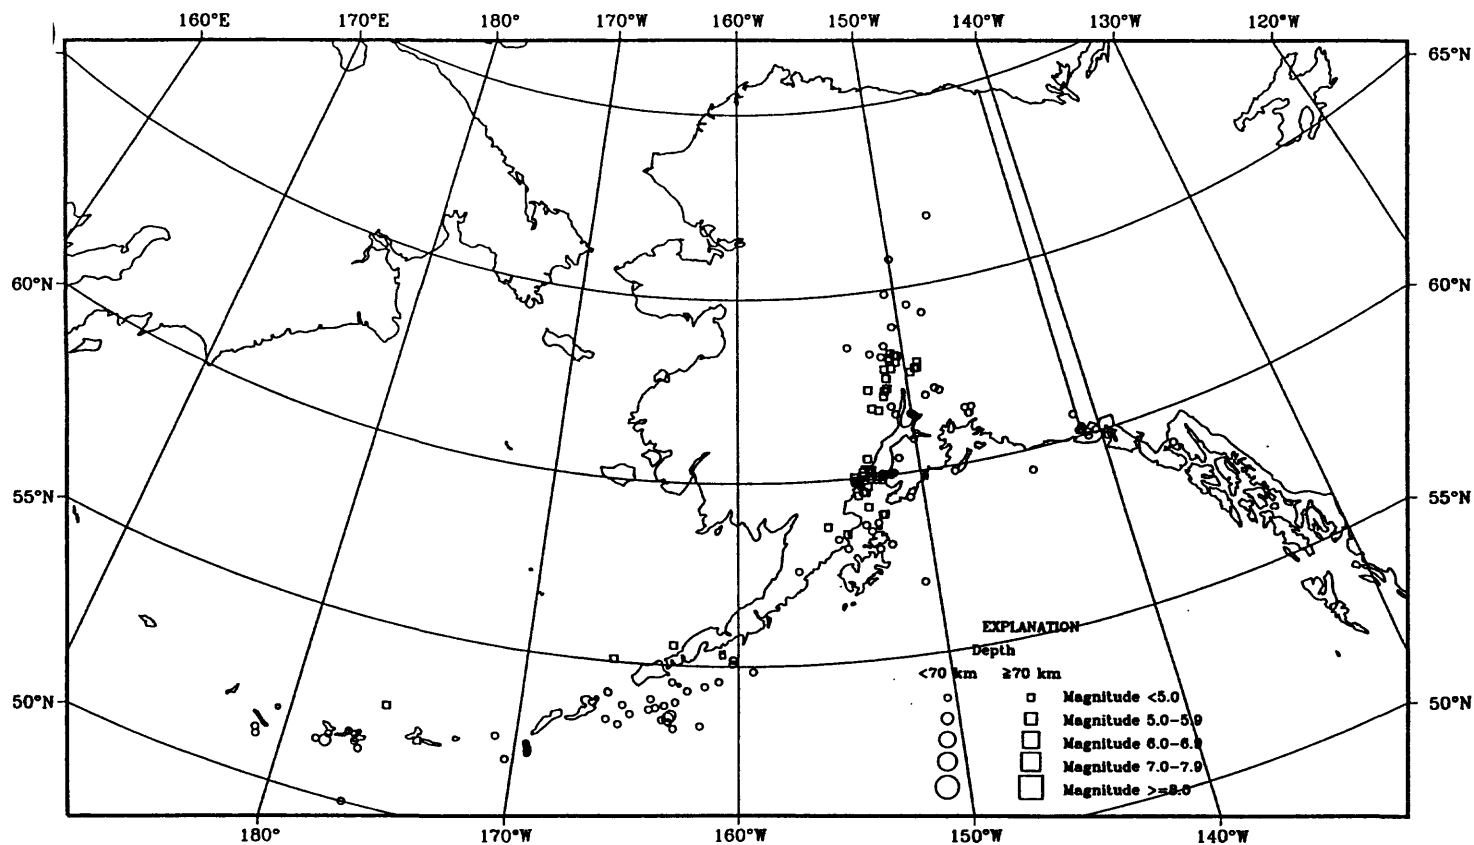 160°E 170°E 180° 170°W 160°W 150°W 140°W 130°W 120°W
65°N 
60°N 60°N
55°N 55°N
EXPLANATION
Depth
<70 km ≥70 km
Magnitude <5.0
50°N 50°N
Magnitude 5.0-5.9
Magnitude 6.0-6.9
Magnitude 7.0-7.9
Magnitude >=8.0
180° 170°W 160°W 150°W 140°W